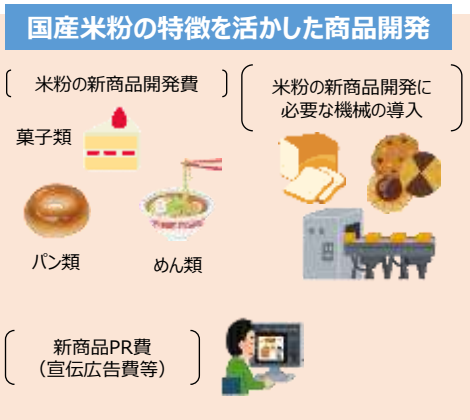 国産米粉の特徴を活かした商品開発
米粉の新商品開発費
菓子類
パン類
めん類
米粉の新商品開発に
必要な機械の導入
新商品PR費
（宣伝広告費等）